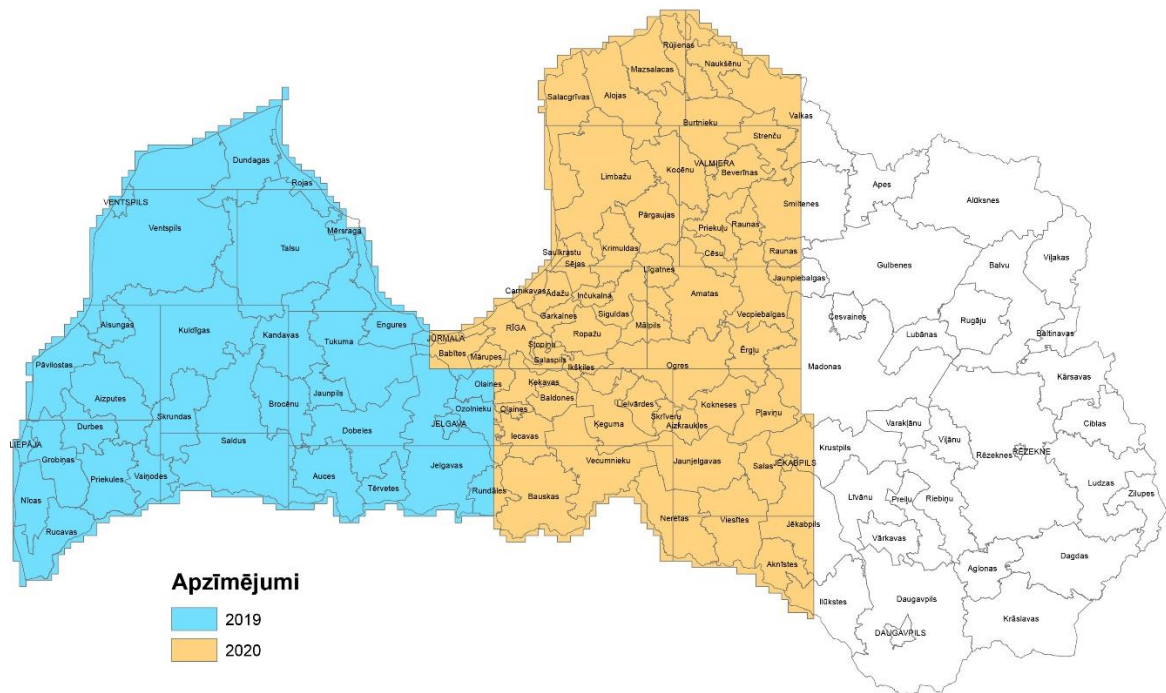 Rūjienas
Naukšēnu
Mazsalacas
Salacgrīvas
Alojas
Valkas
Burtnieku
Strenču
Dundagas
VALMIERA
Kocēnu
Beverīnas
Limbažu
Apes
Rojas
Alūksnes
VENTSPILS
Smiltenes
Pārgaujas
Ventspils
Mērsraga
Priekuļu
Raunas
Talsu
Saulkrastu
Krimuldas
Cēsu
Raunas
Sējas
Gulbenes
Balvu
Viļakas
Līgatnes
Jaunpiebalgas
Carnikavas
Ādažu
Inčukalna
Amatas
Alsungas
Garkalnes
Siguldas
Vecpiebalgas
Cesvaines
Engures
RĪGA
Mālpils
Rugāju
Kuldīgas
Kandavas
JŪRMALA
Ropažu
Lubānas
Baltinavas
Tukuma
Stopiņu
Babītes
Mārupes
Salaspils
Ērgļu
Pāvilostas
Ikšķiles
Ogres
Madonas
Kārsavas
Olaines
Ķekavas
Aizputes
Jaunpils
Baldones
Brocēnu
Ozolnieku
Olaines
Lielvārdes
Kokneses
Skrundas
Skrīveru
Pļaviņu
Durbes
Ķeguma
Aizkraukles
Varakļānu
Ciblas
JELGAVA
Dobeles
Iecavas
Viļānu
LIEPĀJA
Saldus
Krustpils
Rēzeknes
RĒZEKNE
Grobiņas
Vecumnieku
Jaunjelgavas
Salas
JĒKABPILS
Jelgavas
Ludzas
Priekules
Vaiņodes
Auces
Tērvetes
Rundāles
Bauskas
Līvānu
Preiļu
Riebiņu
Zilupes
Nīcas
Neretas
Viesītes
Jēkabpils
Rucavas
Vārkavas
Dagdas
Aknīstes
Aglonas
Apzīmējumi
Ilūkstes
Daugavpils
2019
Krāslavas
DAUGAVPILS
2020